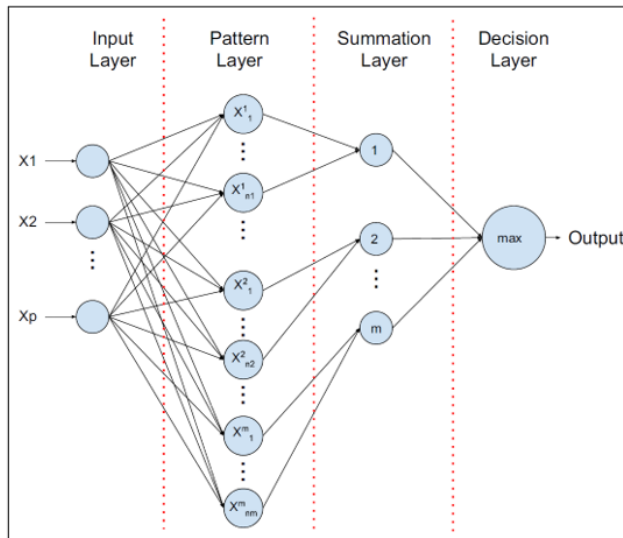 Input Layer
Pattern Layer
Summation Layer
Decision Layer
X1
X2
Xp
X¹₁
X¹ₙ₁
X²₁
X²ₙ₂
Xᵐ₁
Xᵐₙₘ
1
2
m
max
Output